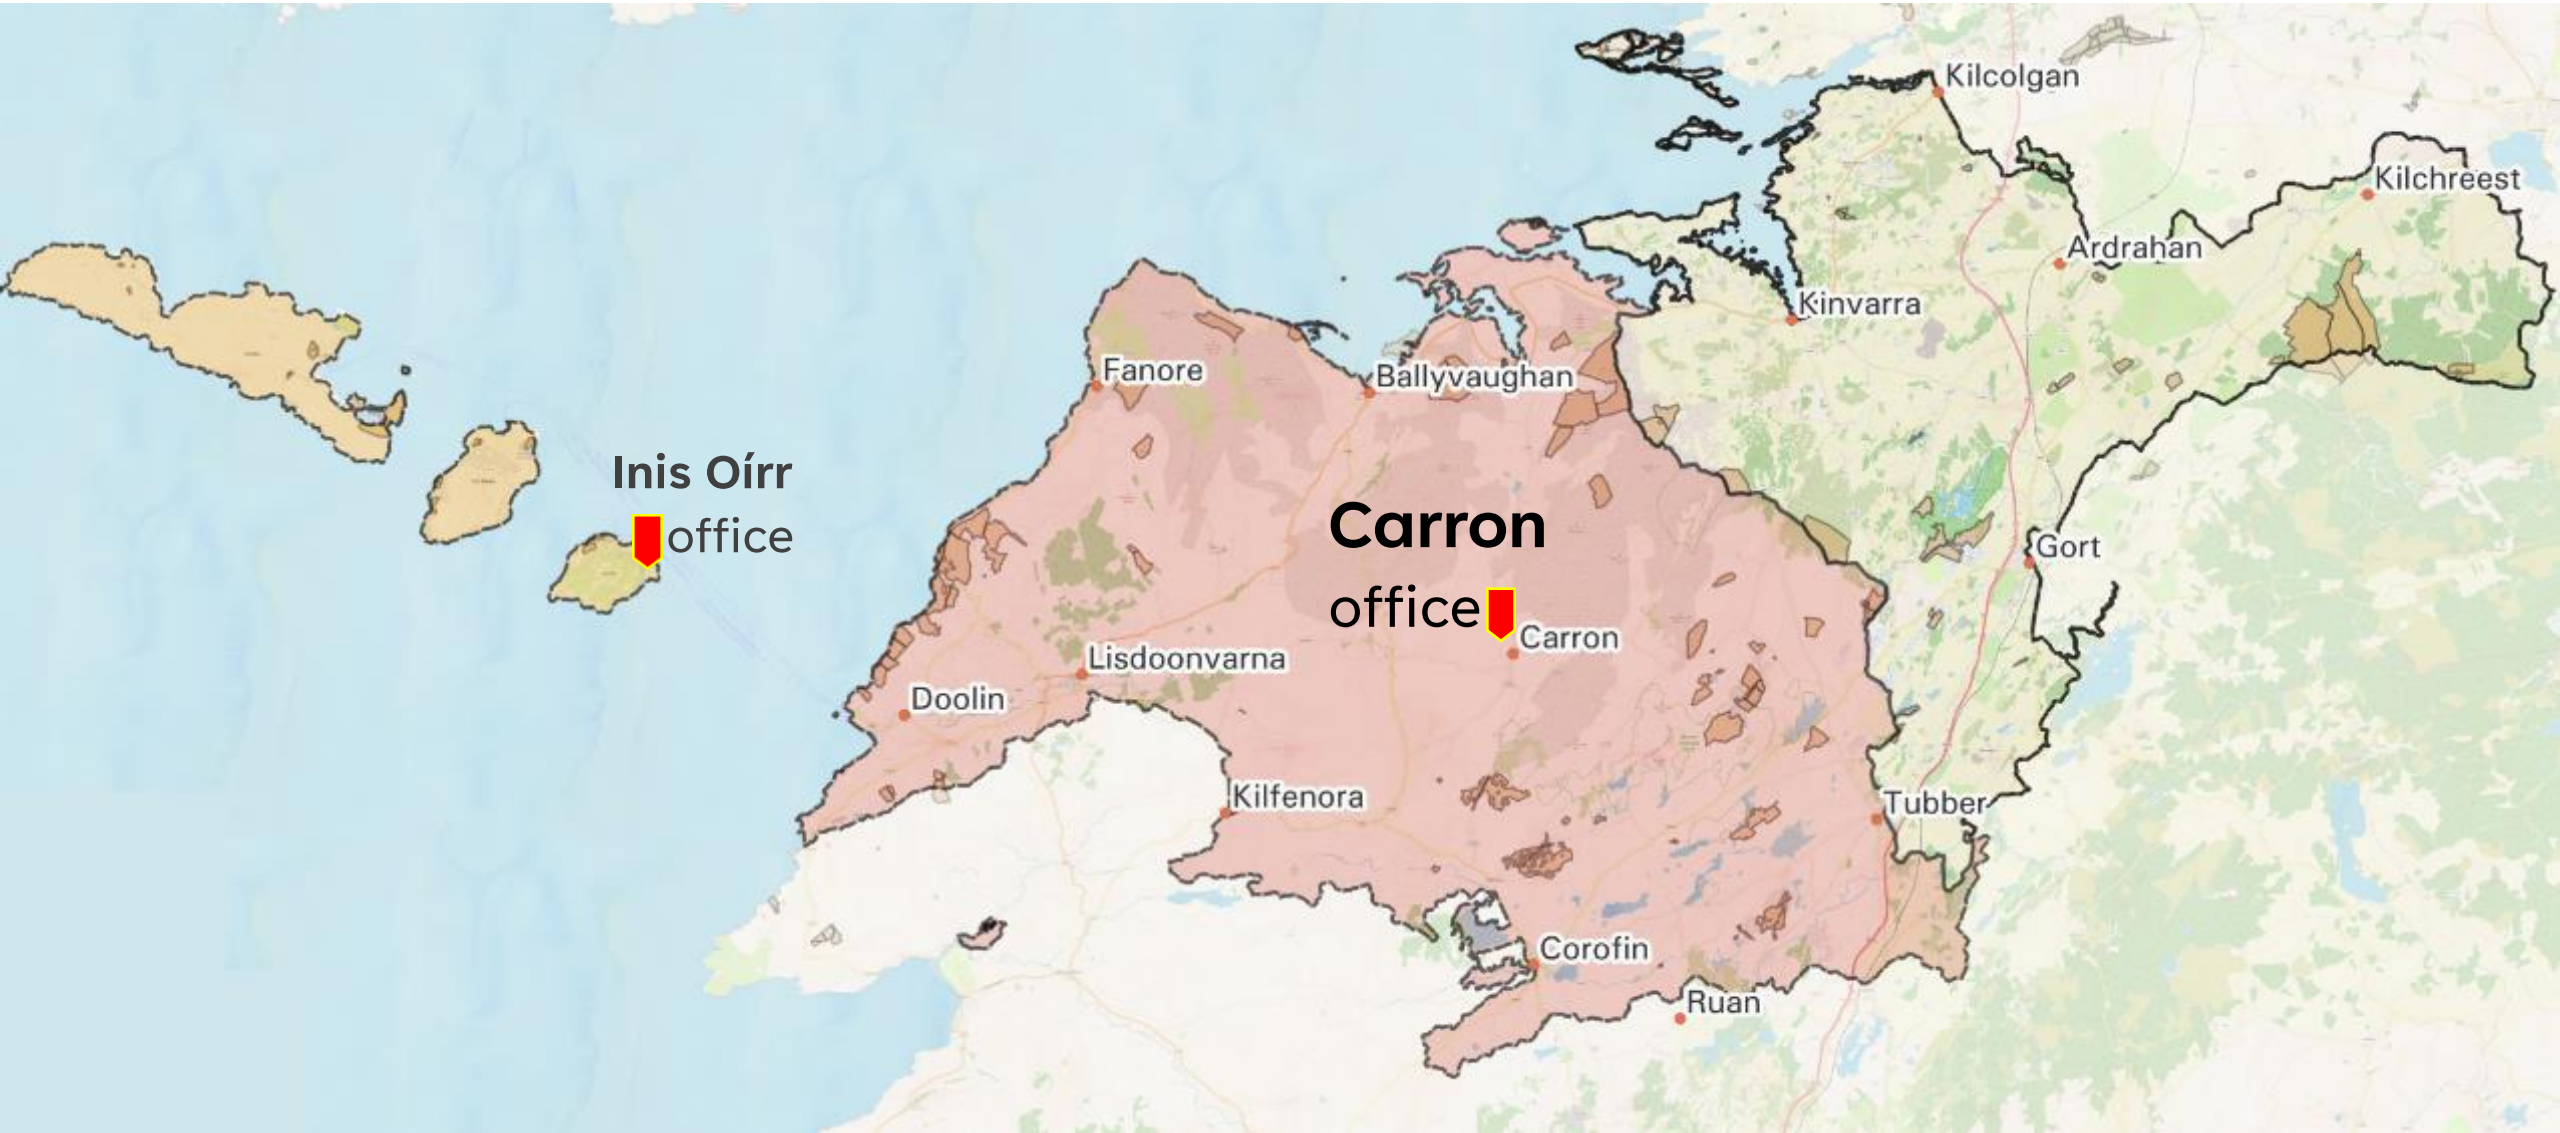 Kilcolgan
Kilchreest
Ardrahan
Kinvarra
Fanore
Ballyvaughan
Inis Oírr
office
Carron
office
Gort
Carron
Lisdoonvarna
Doolin
Kilfenora
Tubber
Corofin
Ruan